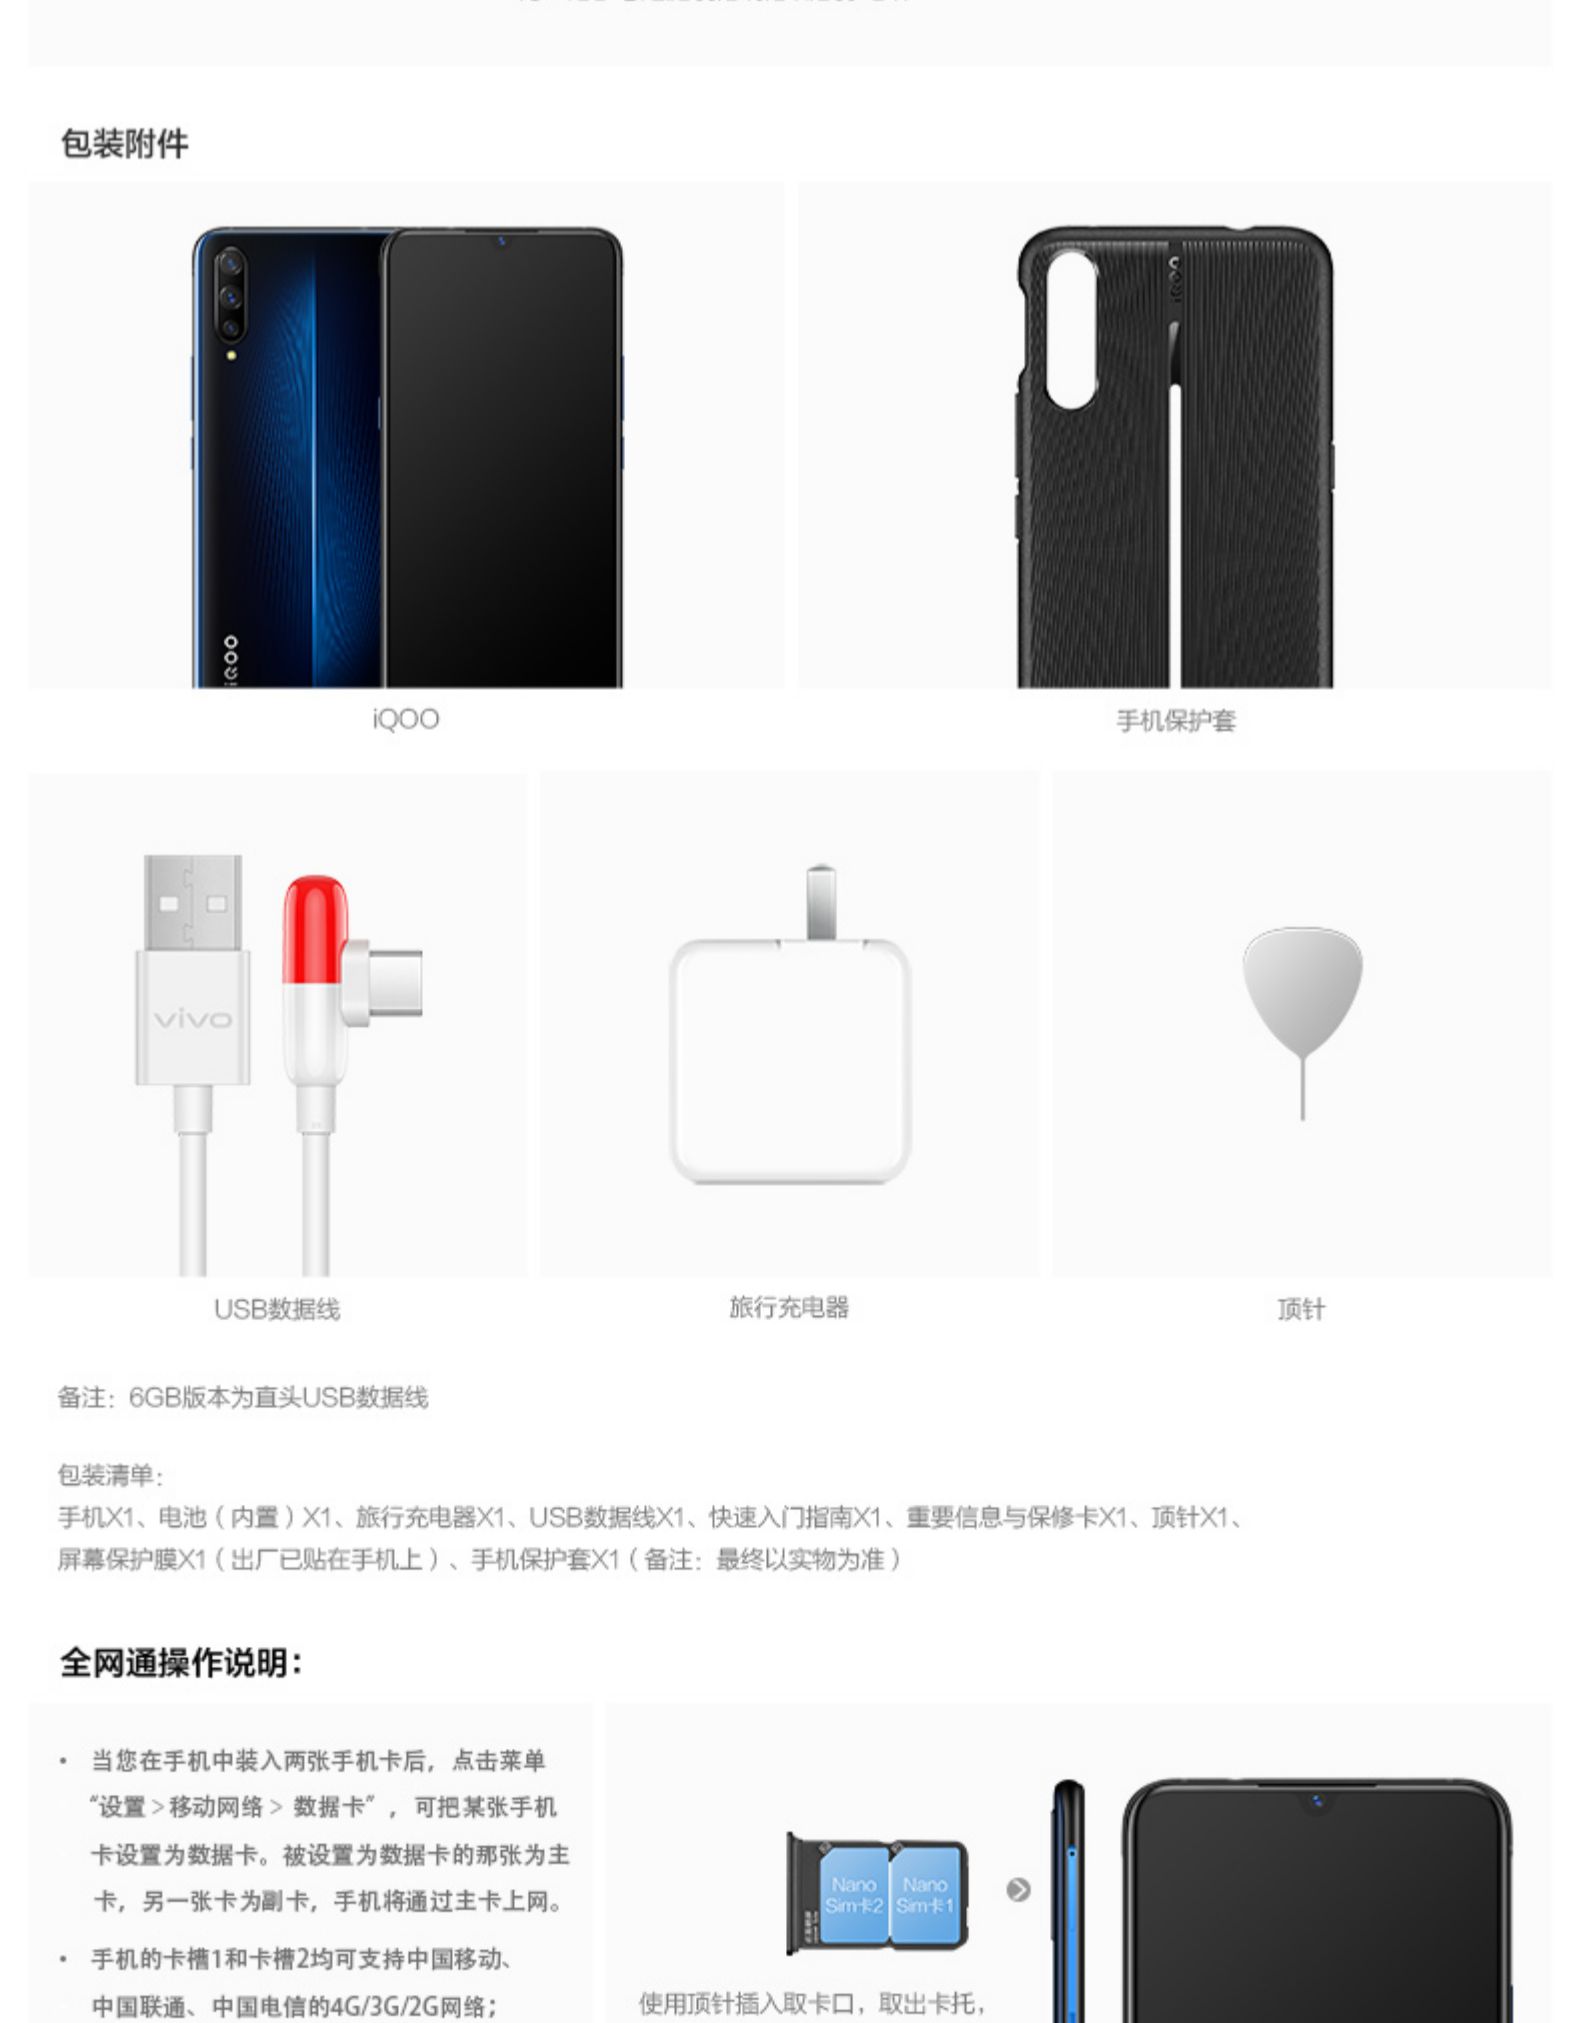 包装附件
iQOO
iQOO
iQOO
手机保护套
vivo
USB数据线
旅行充电器
顶针
备注：6GB版本为直头USB数据线
包装清单：
手机X1、电池（内置）X1、旅行充电器X1、USB数据线X1、快速入门指南X1、重要信息与保修卡X1、顶针X1、
屏幕保护膜X1（出厂已贴在手机上）、手机保护套X1（备注：最终以实物为准）
全网通操作说明：
• 当您在手机中装入两张手机卡后，点击菜单
“设置＞移动网络＞ 数据卡”，可把某张手机
卡设置为数据卡。被设置为数据卡的那张为主
卡，另一张卡为副卡，手机将通过主卡上网。
• 手机的卡槽1和卡槽2均可支持中国移动、
中国联通、中国电信的4G/3G/2G网络；
Nano
Sim卡2
Nano
Sim卡1
使用顶针插入取卡口，取出卡托，